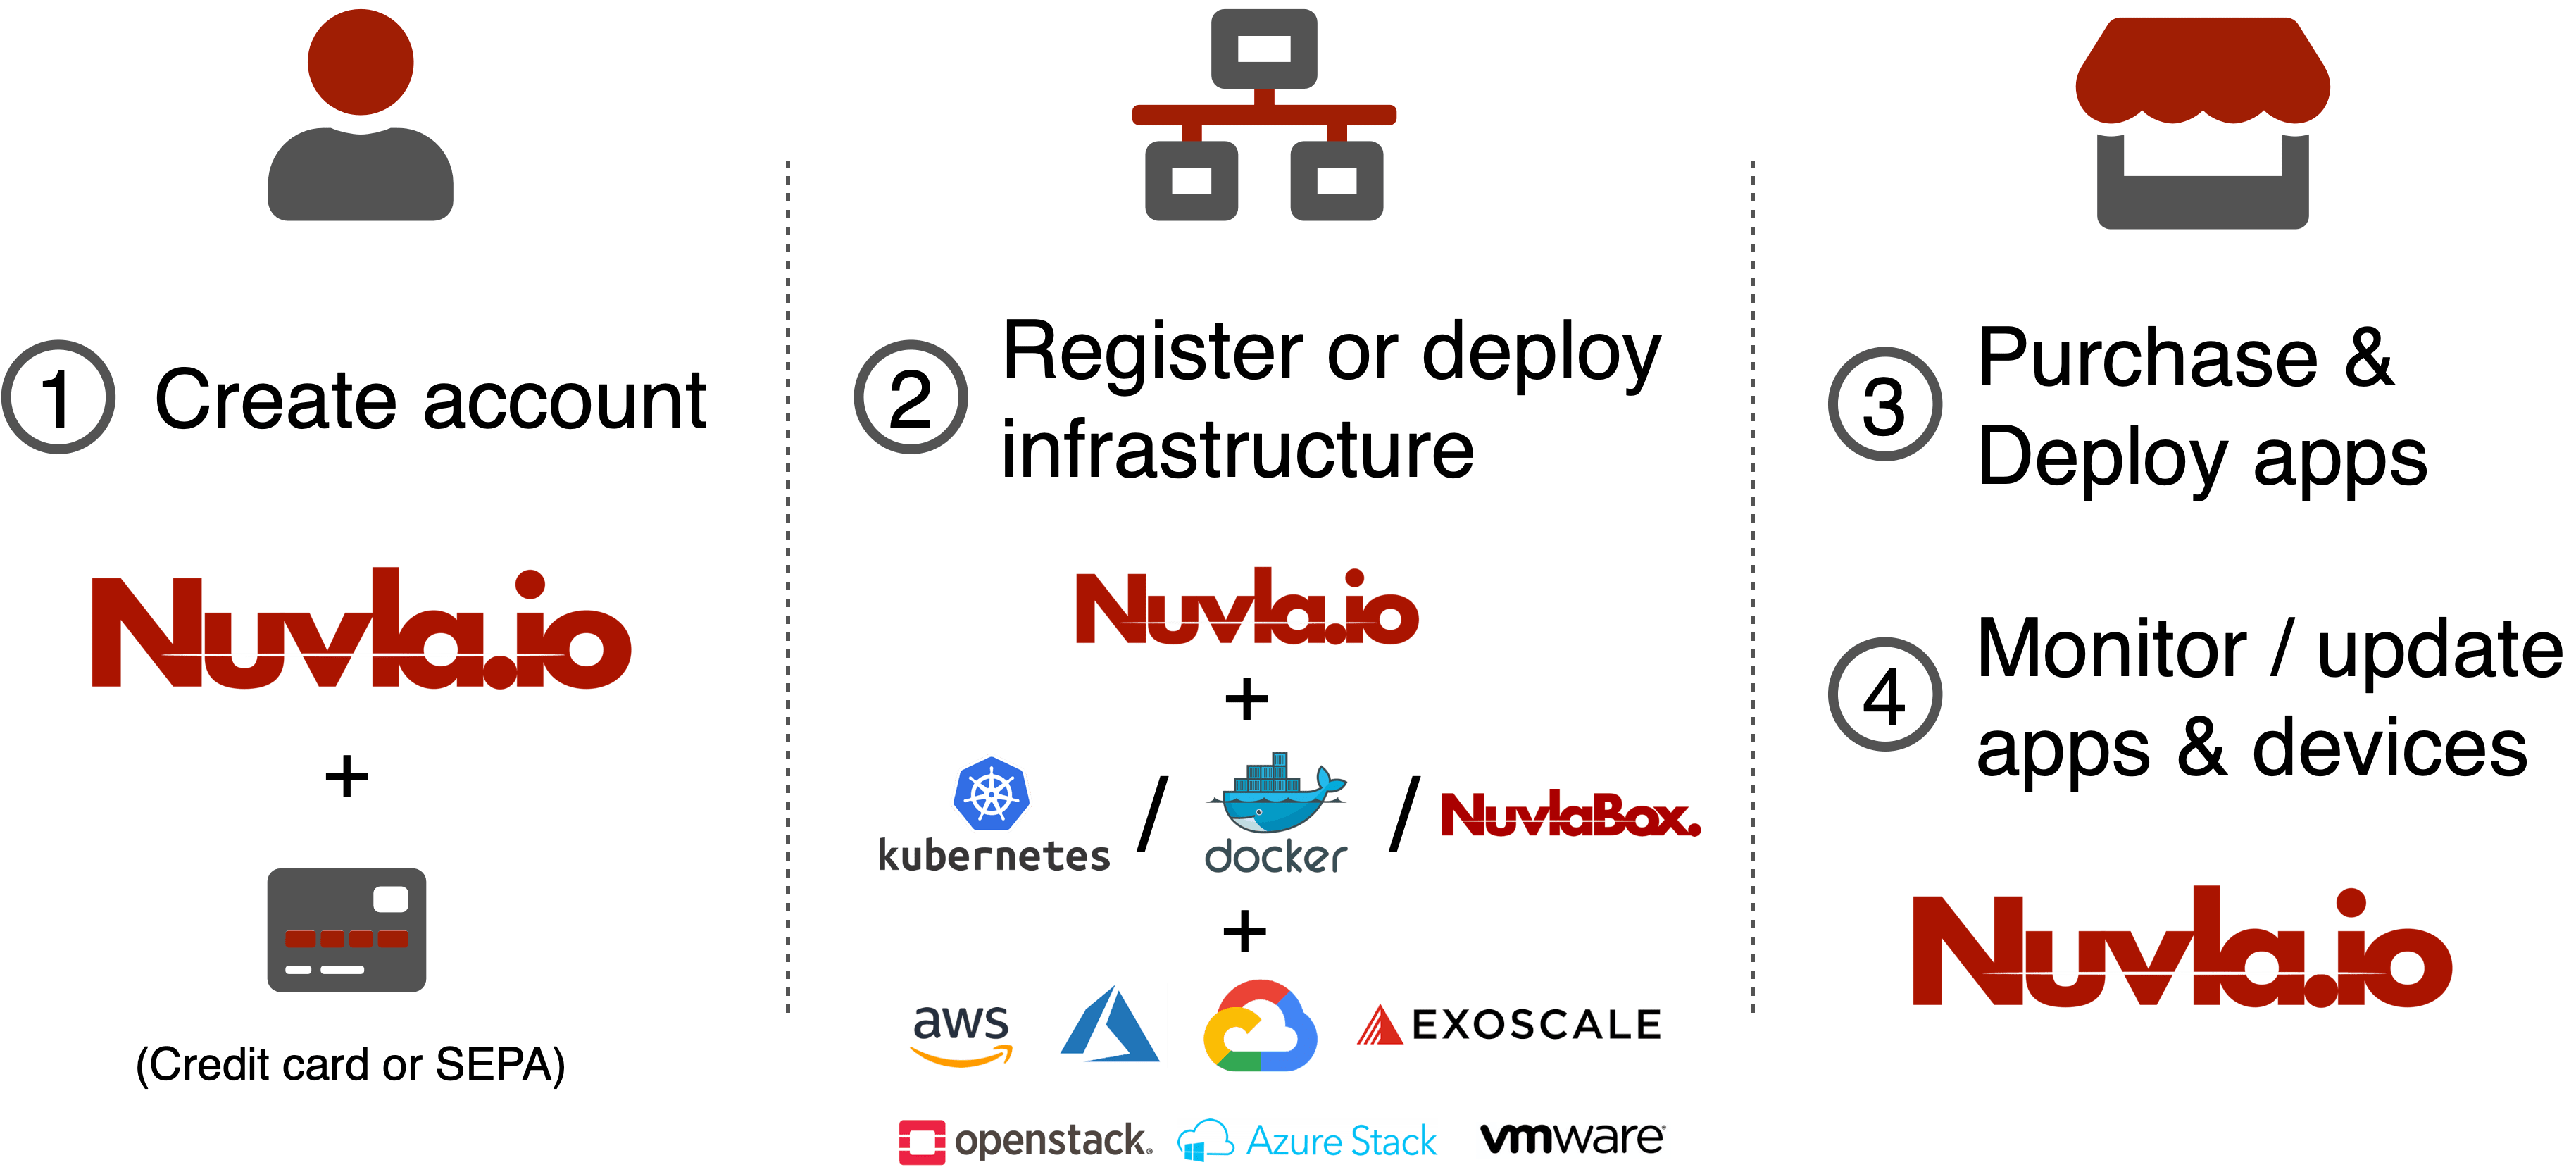 1 Create account
Nuvla.io
+
(Credit card or SEPA)
2 Register or deploy
infrastructure
Nuvla.io
+
kubernetes / docker / NuvlaBox.
+
aws EXOSCALE
openstack. Azure Stack vmware
3 Purchase &
Deploy apps
4 Monitor / update
apps & devices
Nuvla.io